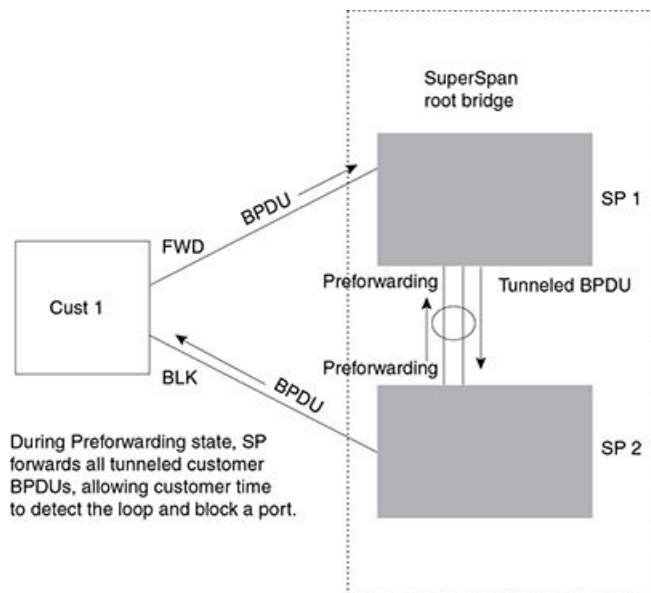 SuperSpan
root bridge
SP 1
BPDU
FWD
Cust 1
Preforwarding
Tunneled BPDU
Preforwarding
BLK
BPDU
SP 2
During Preforwarding state, SP
forwards all tunneled customer
BPDUs, allowing customer time
to detect the loop and block a port.